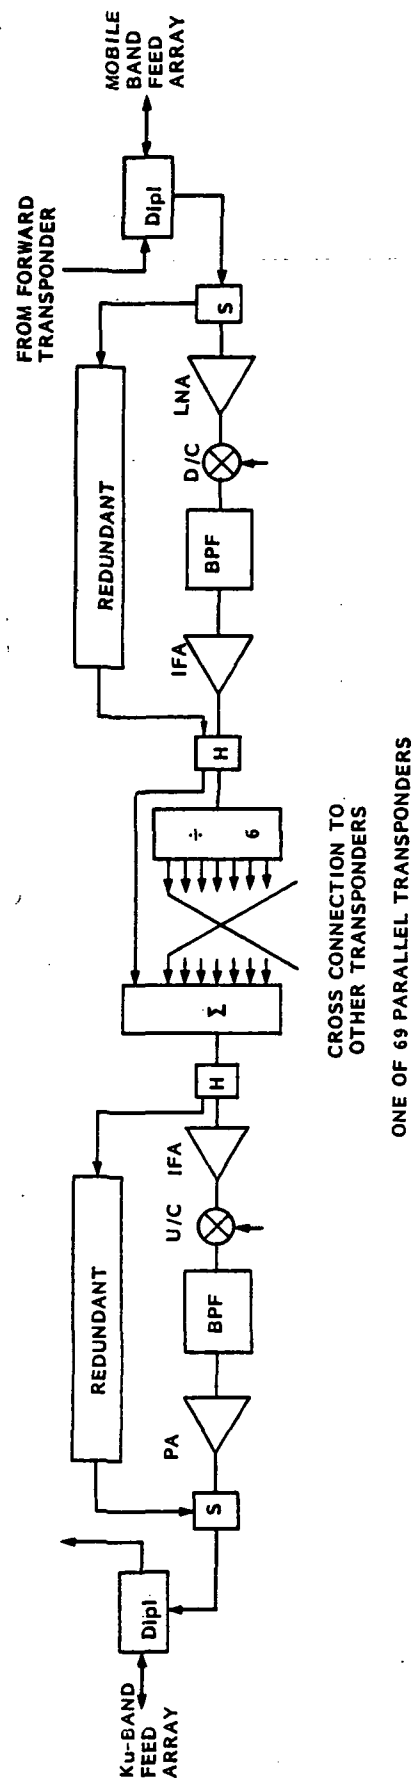 MOBILE
BAND
FEED
ARRAY
FROM FORWARD
TRANSPONDER
Dipl
REDUNDANT
S
LNA
D/C
BPF
IFA
H
÷ 6
Σ
H
REDUNDANT
IFA
U/C
BPF
PA
S
Dipl
Ku-BAND
FEED
ARRAY
CROSS CONNECTION TO
OTHER TRANSPONDERS
ONE OF 69 PARALLEL TRANSPONDERS